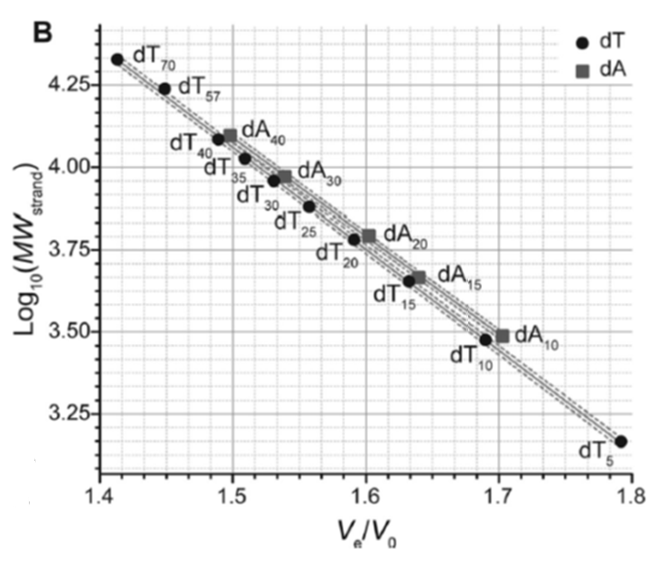 B
dT
dA
dT70
dT57
dT40
dA40
dT35
dA30
dT30
dT25
dA20
dT20
dA15
dT15
dA10
dT10
dT5
4.25
4.00
3.75
3.50
3.25
Log10(MWstrand)
1.4 1.5 1.6 1.7 1.8
Ve/V0